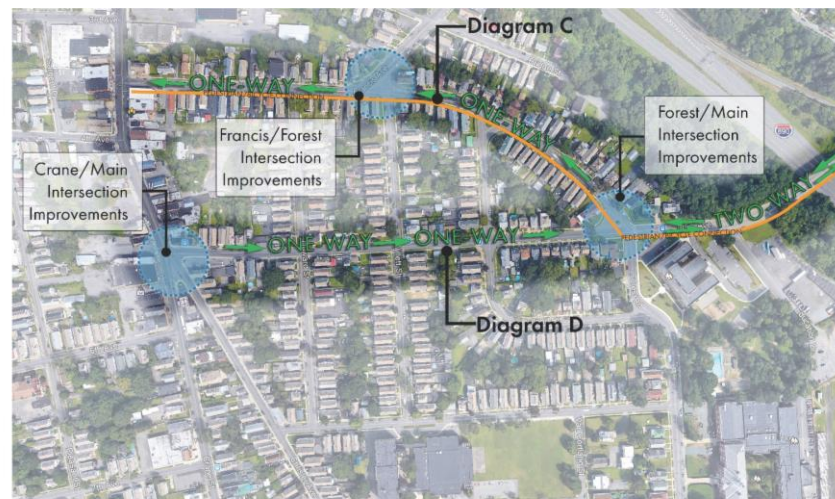 Diagram C
ONE-WAY
ONE-WAY
Forest/Main
Intersection
Improvements
Francis/Forest
Intersection
Improvements
Crane/Main
Intersection
Improvements
TWO-WAY
ONE-WAY
ONE-WAY
Diagram D